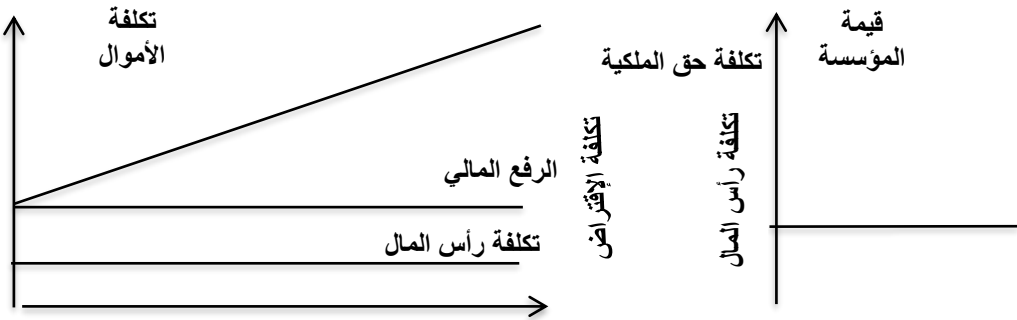 تكلفة
الأموال
قيمة
المؤسسة
تكلفة حق الملكية
تكلفة الإقتراض
تكلفة رأس المال
الرفع المالي
تكلفة رأس المال